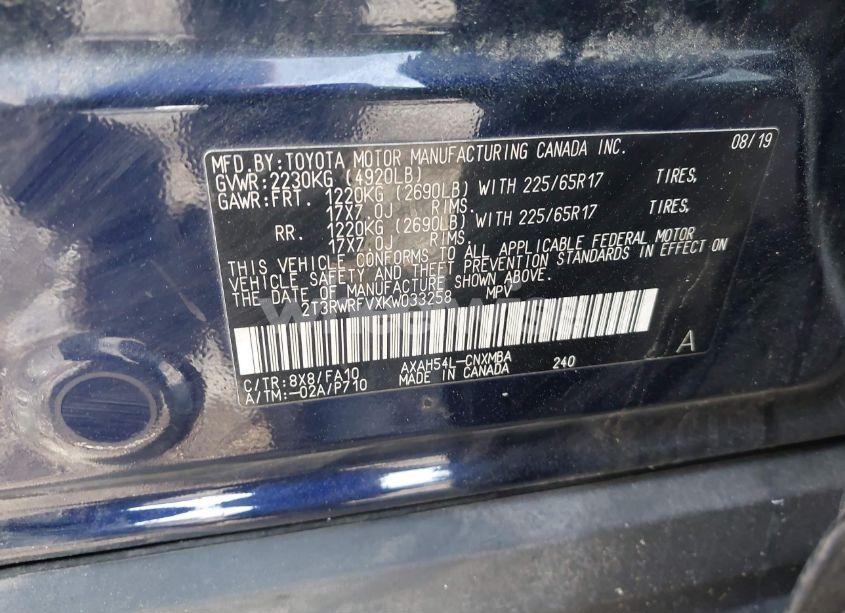 MFD. BY: TOYOTA MOTOR MANUFACTURING CANADA INC. 08/19
GVWR: 2230KG (4920LB)
GAWR: FRT. 1220KG (2690LB) WITH 225/65R17 TIRES,
17X7.0J RIMS.
RR. 1220KG (2690LB) WITH 225/65R17 TIRES,
17X7.0J RIMS.
THIS VEHICLE CONFORMS TO ALL APPLICABLE FEDERAL MOTOR
VEHICLE SAFETY AND THEFT PREVENTION STANDARDS IN EFFECT ON
THE DATE OF MANUFACTURE SHOWN ABOVE.
2T3RWRFVXKW033258 MPV
C/TR: 8X8/FA10 AXAH54L-CNXMBA 240 A
A/TM: -02A/P710 MADE IN CANADA